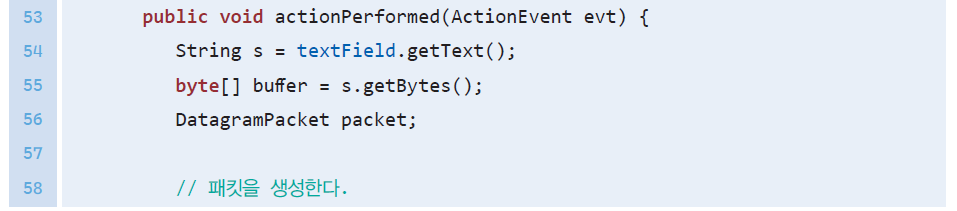 53 public void actionPerformed(ActionEvent evt) {
54 String s = textField.getText();
55 byte[] buffer = s.getBytes();
56 DatagramPacket packet;
57
58 // 패킷을 생성한다.